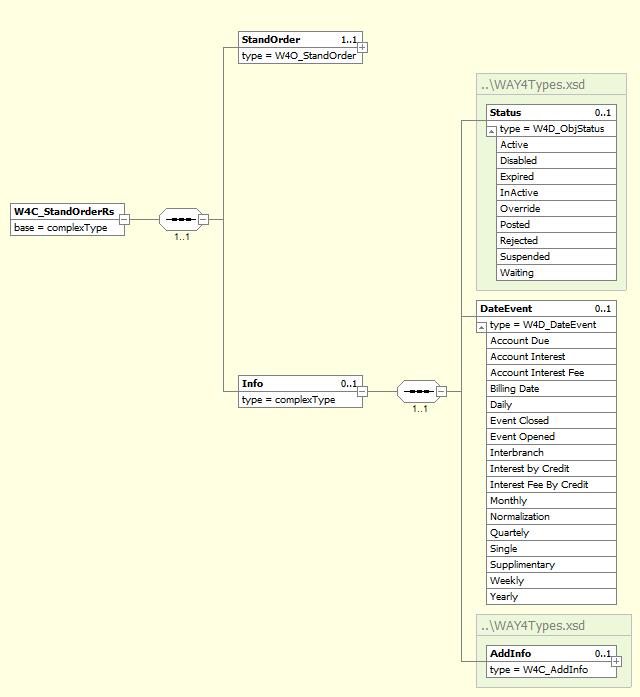 StandOrder 1..1
type = W4O_StandOrder
..\WAY4Types.xsd
Status 0..1
type = W4D_ObjStatus
Active
Disabled
Expired
InActive
Override
Posted
Rejected
Suspended
Waiting
W4C_StandOrderRs
base = complexType
1..1
DateEvent 0..1
type = W4D_DateEvent
Account Due
Account Interest
Account Interest Fee
Billing Date
Daily
Event Closed
Event Opened
Interbranch
Interest by Credit
Interest Fee By Credit
Monthly
Normalization
Quartely
Single
Supplimentary
Weekly
Yearly
Info 0..1
type = complexType
1..1
..\WAY4Types.xsd
AddInfo 0..1
type = W4C_AddInfo